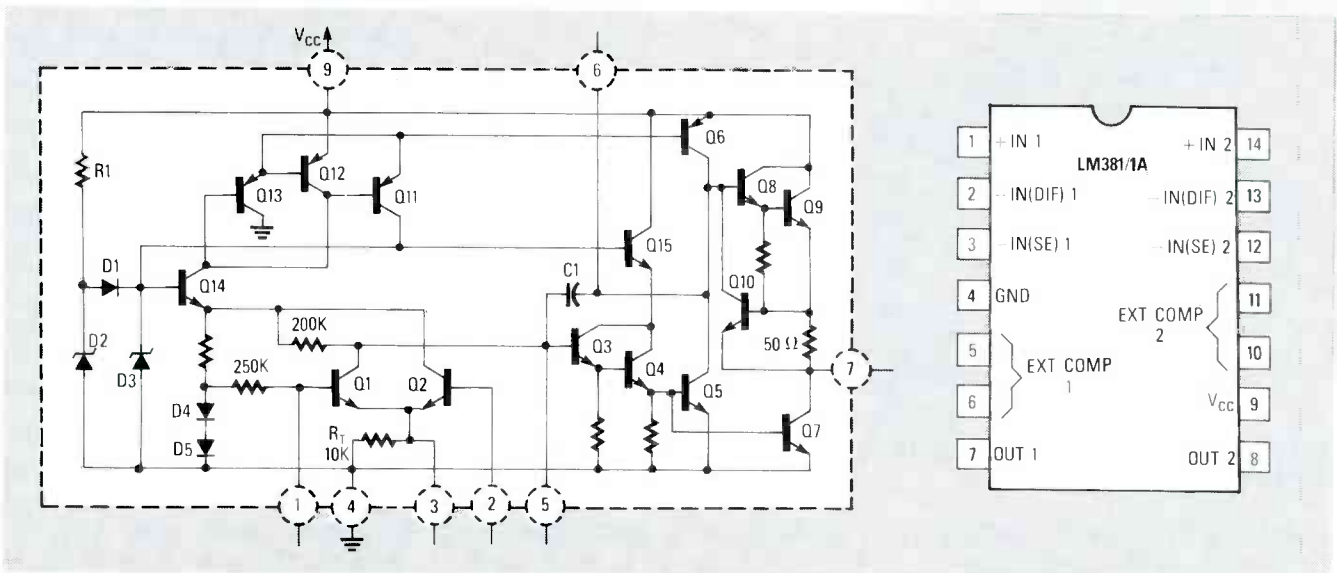 VCC
9
6
R1
Q13
Q12
Q11
Q6
Q8
Q9
Q15
D1
Q14
C1
Q10
D2
D3
200K
250K
Q1
Q2
Q3
Q4
Q5
50 Ω
7
D4
D5
RT
10K
Q7
1
4
3
2
5
LM381/1A
1 +IN 1
+IN 2 14
2 −IN(DIF) 1
−IN(DIF) 2 13
3 −IN(SE) 1
−IN(SE) 2 12
4 GND
11
EXT COMP
2
10
5
EXT COMP
1
6
VCC 9
7 OUT 1
OUT 2 8